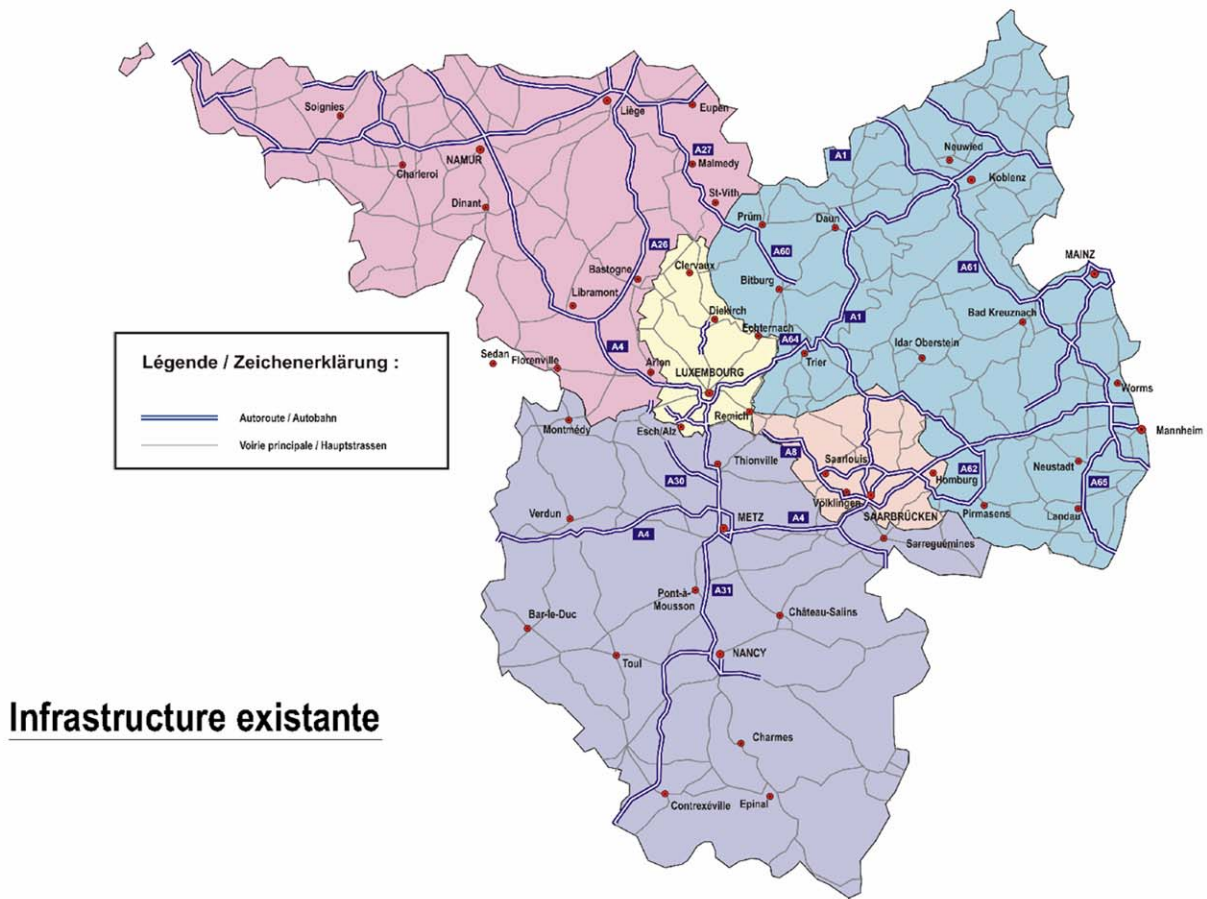 Soignies
Liège
Eupen
A1
Neuwied
A27
NAMUR
Malmedy
Charleroi
Koblenz
St-Vith
Dinant
Prüm
Daun
A26
A60
MAINZ
Clervaux
A61
Bastogne
Bitburg
Libramont
Diekirch
Bad Kreuznach
A1
Echternach
Légende / Zeichenerklärung :
A4
A64
Idar Oberstein
Sedan
Florenville
Arlon
Trier
LUXEMBOURG
Worms
Autoroute / Autobahn
Remich
Montmédy
Esch/Alz
Mannheim
Voirie principale / Hauptstrassen
A8
Thionville
Saarlouis
Neustadt
A62
A30
Homburg
A65
Völklingen
Verdun
METZ
A4
SAARBRÜCKEN
Pirmasens
Landau
A4
Sarreguémines
A31
Pont-à-
Mousson
Château-Salins
Bar-le-Duc
Toul
NANCY
Infrastructure existante
Charmes
Contrexéville
Epinal